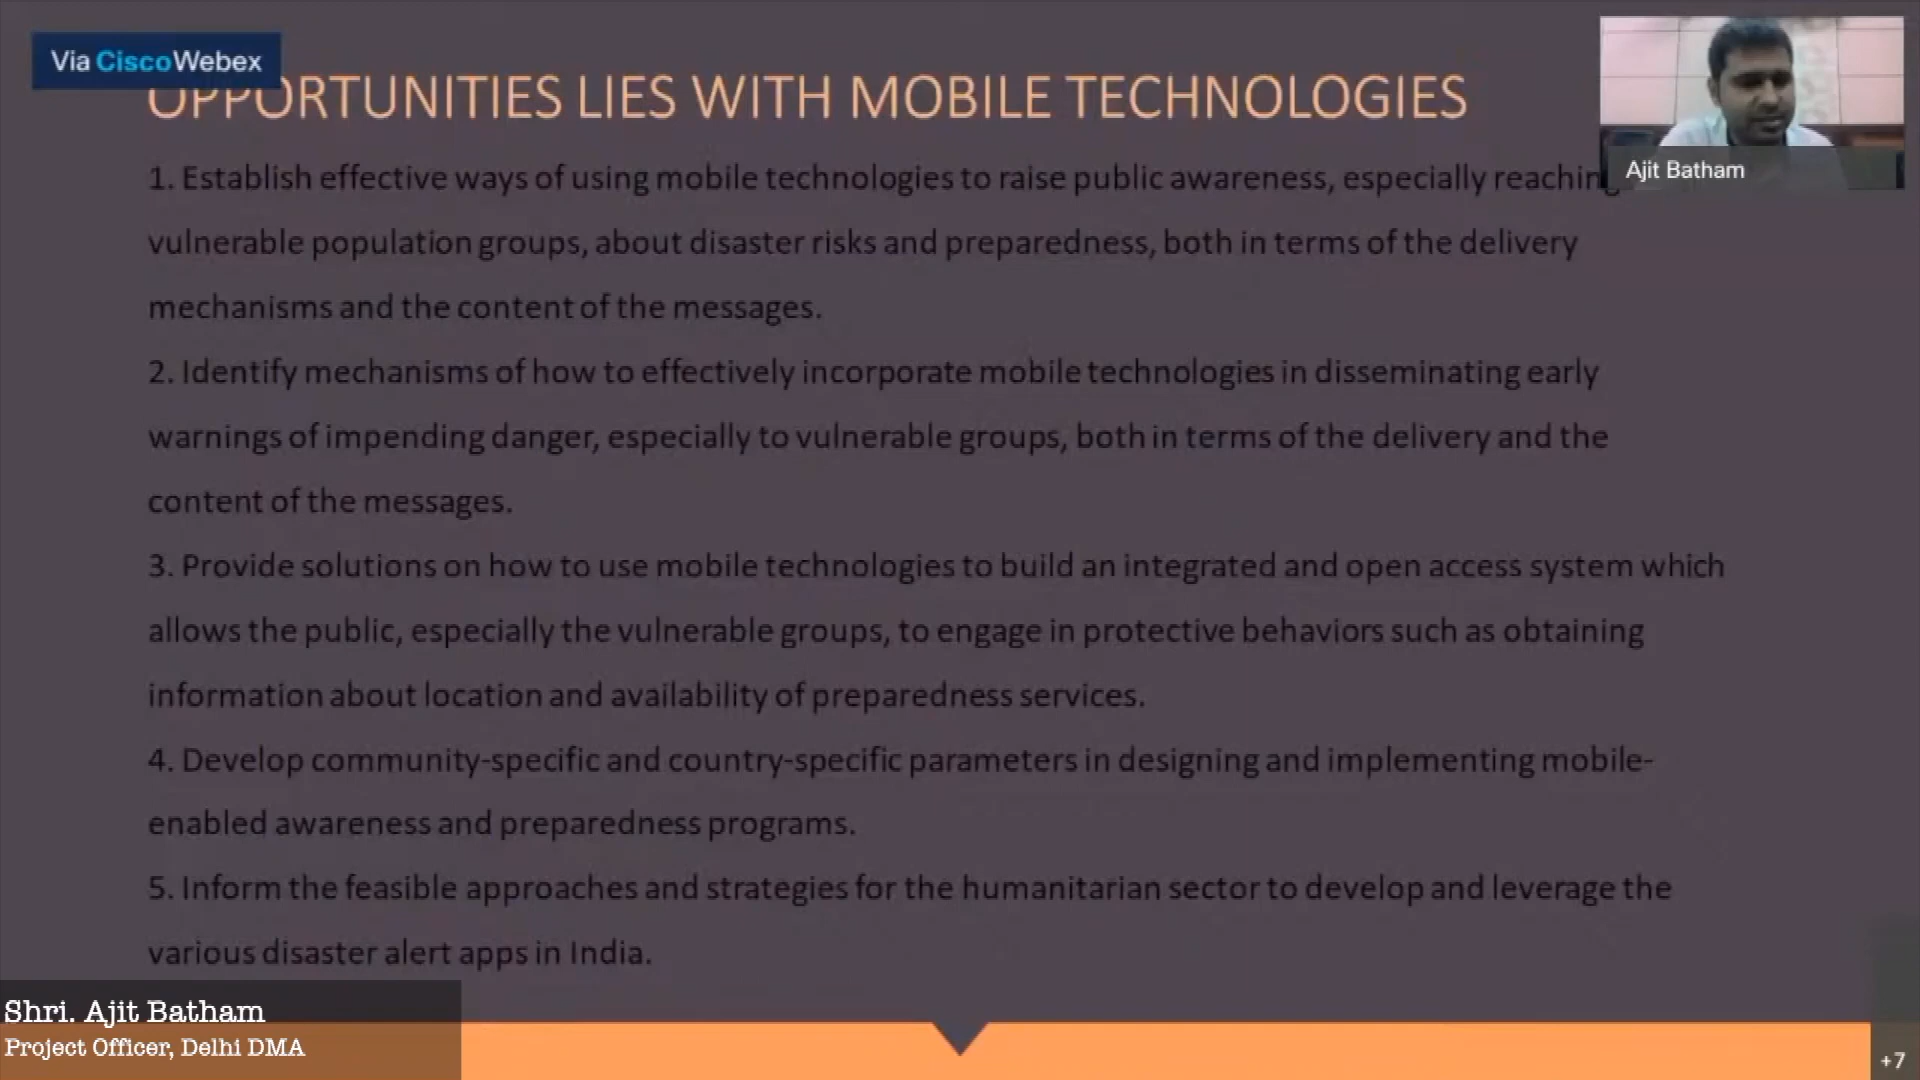 Via CiscoWebex
OPPORTUNITIES LIES WITH MOBILE TECHNOLOGIES
Ajit Batham
1. Establish effective ways of using mobile technologies to raise public awareness, especially reaching
vulnerable population groups, about disaster risks and preparedness, both in terms of the delivery
mechanisms and the content of the messages.
2. Identify mechanisms of how to effectively incorporate mobile technologies in disseminating early
warnings of impending danger, especially to vulnerable groups, both in terms of the delivery and the
content of the messages.
3. Provide solutions on how to use mobile technologies to build an integrated and open access system which
allows the public, especially the vulnerable groups, to engage in protective behaviors such as obtaining
information about location and availability of preparedness services.
4. Develop community-specific and country-specific parameters in designing and implementing mobile-
enabled awareness and preparedness programs.
5. Inform the feasible approaches and strategies for the humanitarian sector to develop and leverage the
various disaster alert apps in India.
Shri. Ajit Batham
Project Officer, Delhi DMA
+7